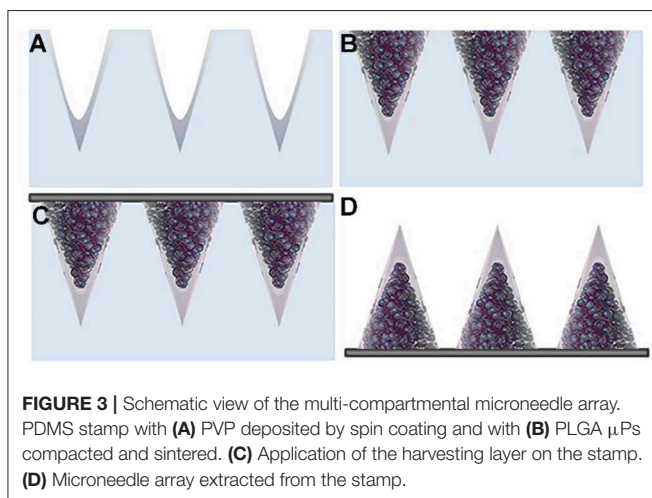 A
B
C
D
FIGURE 3 | Schematic view of the multi-compartmental microneedle array.
PDMS stamp with (A) PVP deposited by spin coating and with (B) PLGA μPs
compacted and sintered. (C) Application of the harvesting layer on the stamp.
(D) Microneedle array extracted from the stamp.